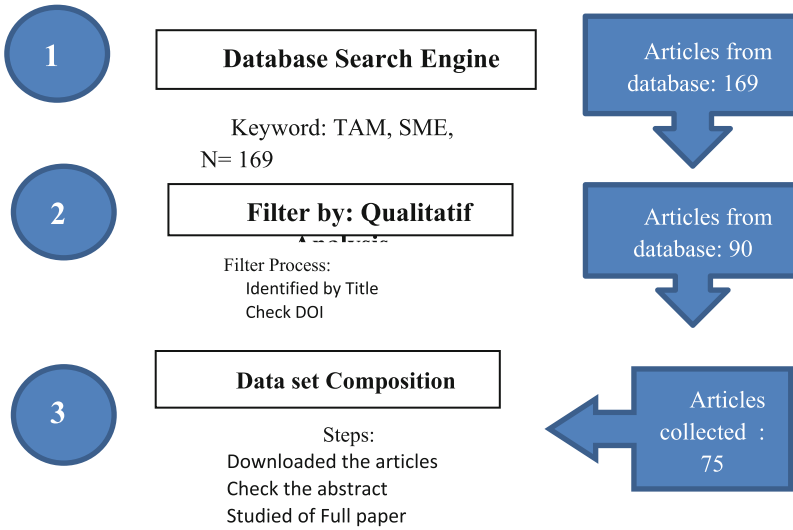 1
Database Search Engine
Articles from
database: 169
Keyword: TAM, SME,
N= 169
2
Filter by: Qualitatif
Analysis
Articles from
database: 90
Filter Process:
Identified by Title
Check DOI
3
Data set Composition
Articles
collected :
75
Steps:
Downloaded the articles
Check the abstract
Studied of Full paper